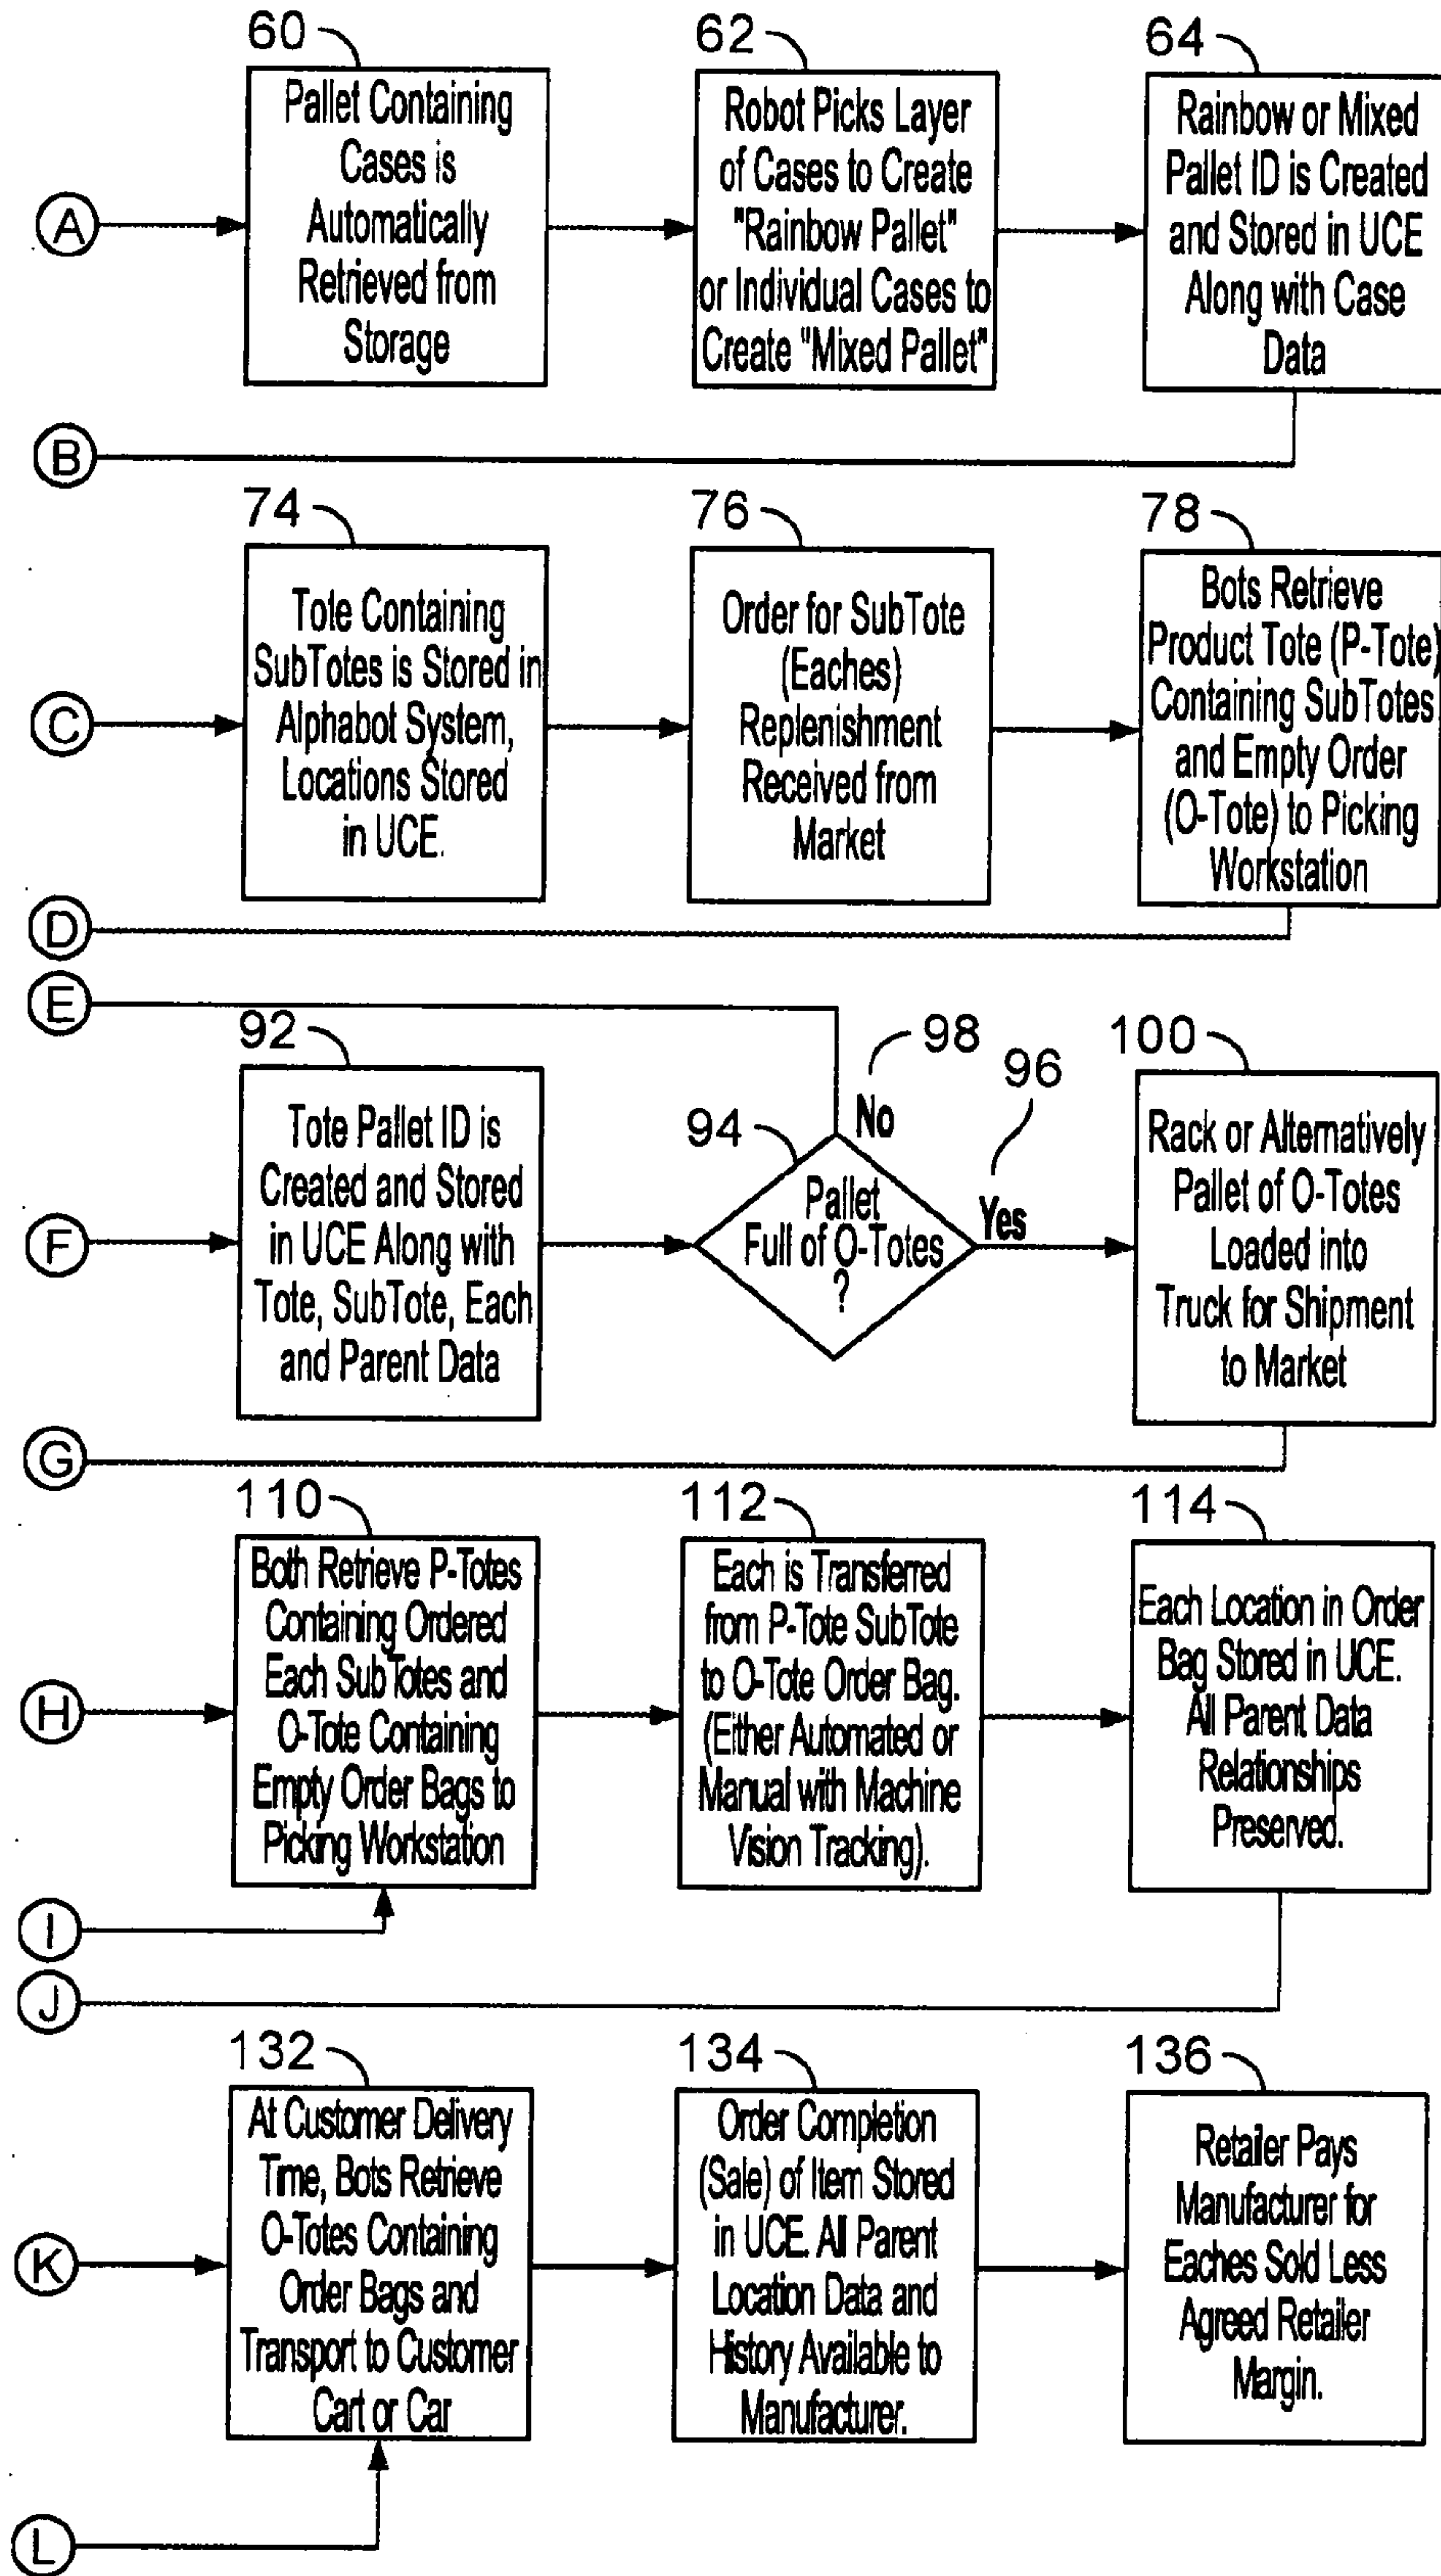 60
62
64
Pallet Containing
Cases is
Automatically
Retrieved from
Storage
Robot Picks Layer
of Cases to Create
"Rainbow Pallet"
or Individual Cases to
Create "Mixed Pallet"
Rainbow or Mixed
Pallet ID is Created
and Stored in UCE
Along with Case
Data
A
B
74
76
78
Tote Containing
SubTotes is Stored in
Alphabot System,
Locations Stored
in UCE.
Order for SubTote
(Eaches)
Replenishment
Received from
Market
Bots Retrieve
Product Tote (P-Tote)
Containing SubTotes
and Empty Order
(O-Tote) to Picking
Workstation
C
D
E
92
98
96
100
Tote Pallet ID is
Created and Stored
in UCE Along with
Tote, SubTote, Each
and Parent Data
94
No
Pallet
Full of O-Totes
?
Yes
Rack or Alternatively
Pallet of O-Totes
Loaded into
Truck for Shipment
to Market
F
G
110
112
114
Both Retrieve P-Totes
Containing Ordered
Each SubTotes and
O-Tote Containing
Empty Order Bags to
Picking Workstation
Each is Transferred
from P-Tote SubTote
to O-Tote Order Bag.
(Either Automated or
Manual with Machine
Vision Tracking).
Each Location in Order
Bag Stored in UCE.
All Parent Data
Relationships
Preserved.
H
I
J
132
134
136
At Customer Delivery
Time, Bots Retrieve
O-Totes Containing
Order Bags and
Transport to Customer
Cart or Car
Order Completion
(Sale) of Item Stored
in UCE. All Parent
Location Data and
History Available to
Manufacturer.
Retailer Pays
Manufacturer for
Eaches Sold Less
Agreed Retailer
Margin.
K
L